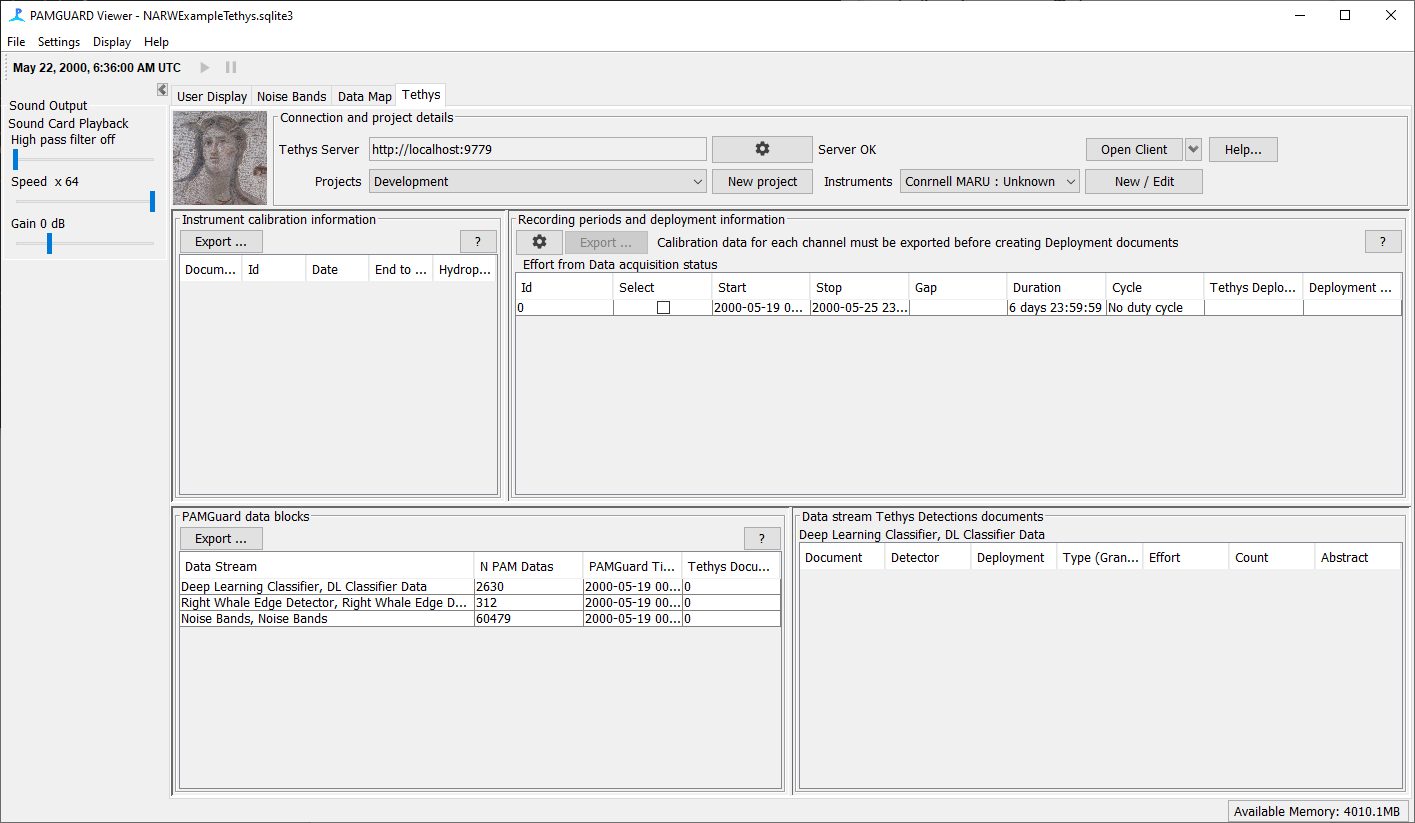 PAMGUARD Viewer - NARWExampleTethys.sqlite3
File Settings Display Help
May 22, 2000, 6:36:00 AM UTC
Sound Output
Sound Card Playback
High pass filter off
Speed x 64
Gain 0 dB
User Display Noise Bands Data Map Tethys
Connection and project details
Tethys Server http://localhost:9779 Server OK Open Client Help...
Projects Development New project Instruments Conrnell MARU : Unknown New / Edit
Instrument calibration information
Export ... ?
Docum... Id Date End to ... Hydrop...
Recording periods and deployment information
Export ... Calibration data for each channel must be exported before creating Deployment documents ?
Effort from Data acquisition status
Id Select Start Stop Gap Duration Cycle Tethys Deplo... Deployment ...
0 2000-05-19 0... 2000-05-25 23... 6 days 23:59:59 No duty cycle
PAMGuard data blocks
Export ... ?
Data Stream N PAM Datas PAMGuard Ti... Tethys Docu...
Deep Learning Classifier, DL Classifier Data 2630 2000-05-19 00... 0
Right Whale Edge Detector, Right Whale Edge D... 312 2000-05-19 00... 0
Noise Bands, Noise Bands 60479 2000-05-19 00... 0
Data stream Tethys Detections documents
Deep Learning Classifier, DL Classifier Data
Document Detector Deployment Type (Gran... Effort Count Abstract
Available Memory: 4010.1MB